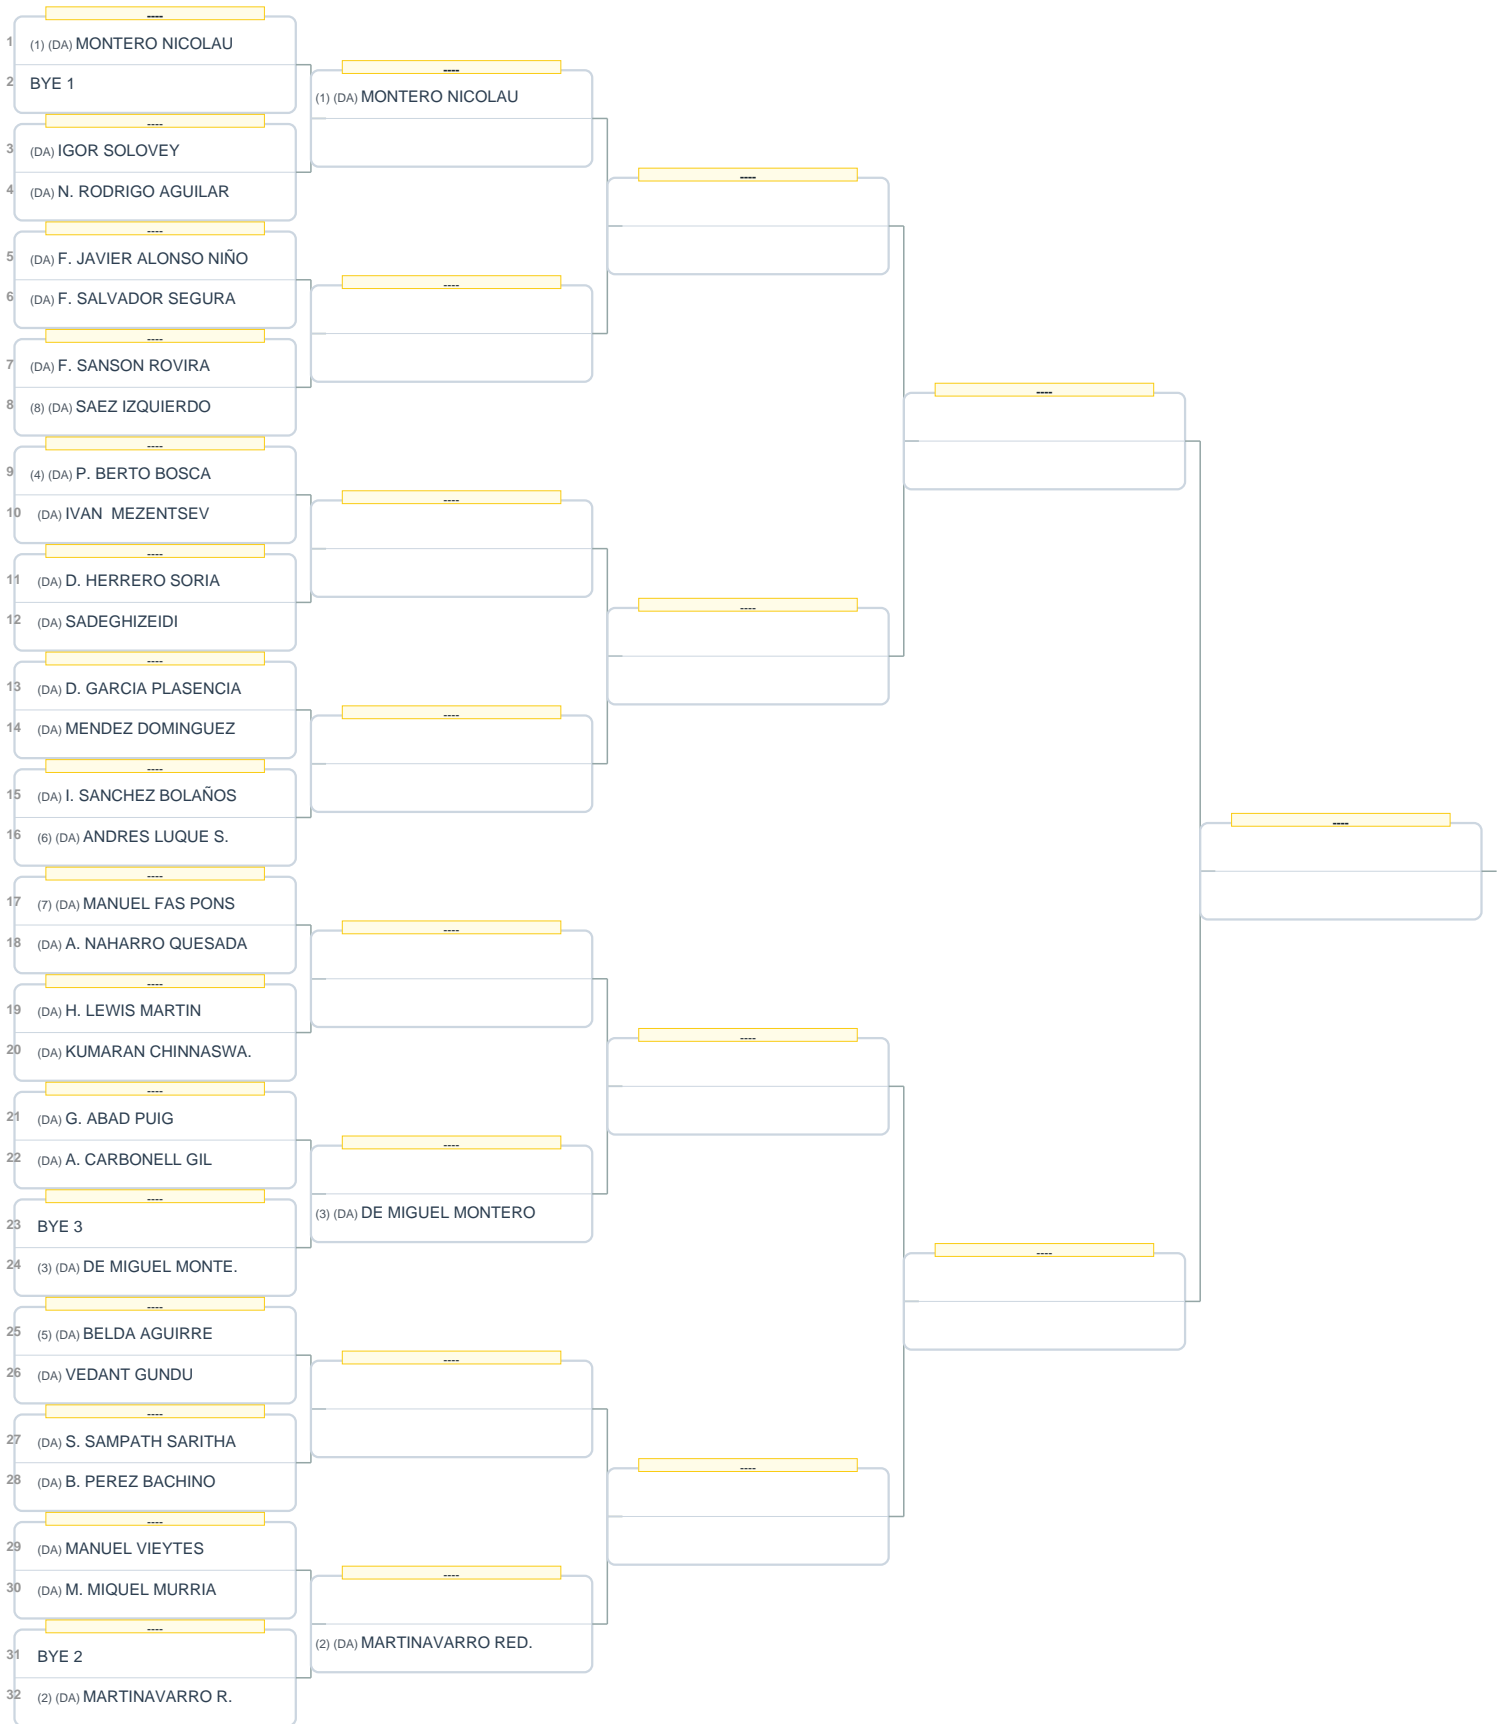 ----
1 (1) (DA) MONTERO NICOLAU
2 BYE 1
----
3 (DA) IGOR SOLOVEY
4 (DA) N. RODRIGO AGUILAR
----
5 (DA) F. JAVIER ALONSO NIÑO
6 (DA) F. SALVADOR SEGURA
----
7 (DA) F. SANSON ROVIRA
8 (8) (DA) SAEZ IZQUIERDO
----
9 (4) (DA) P. BERTO BOSCA
10 (DA) IVAN  MEZENTSEV
----
11 (DA) D. HERRERO SORIA
12 (DA) SADEGHIZEIDI
----
13 (DA) D. GARCIA PLASENCIA
14 (DA) MENDEZ DOMINGUEZ
----
15 (DA) I. SANCHEZ BOLAÑOS
16 (6) (DA) ANDRES LUQUE S.
----
17 (7) (DA) MANUEL FAS PONS
18 (DA) A. NAHARRO QUESADA
----
19 (DA) H. LEWIS MARTIN
20 (DA) KUMARAN CHINNASWA.
----
21 (DA) G. ABAD PUIG
22 (DA) A. CARBONELL GIL
----
23 BYE 3
24 (3) (DA) DE MIGUEL MONTE.
----
25 (5) (DA) BELDA AGUIRRE
26 (DA) VEDANT GUNDU
----
27 (DA) S. SAMPATH SARITHA
28 (DA) B. PEREZ BACHINO
----
29 (DA) MANUEL VIEYTES
30 (DA) M. MIQUEL MURRIA
----
31 BYE 2
32 (2) (DA) MARTINAVARRO R.
----
(1) (DA) MONTERO NICOLAU
----
----
----
----
----
(3) (DA) DE MIGUEL MONTERO
----
----
(2) (DA) MARTINAVARRO RED.
----
----
----
----
----
----
----